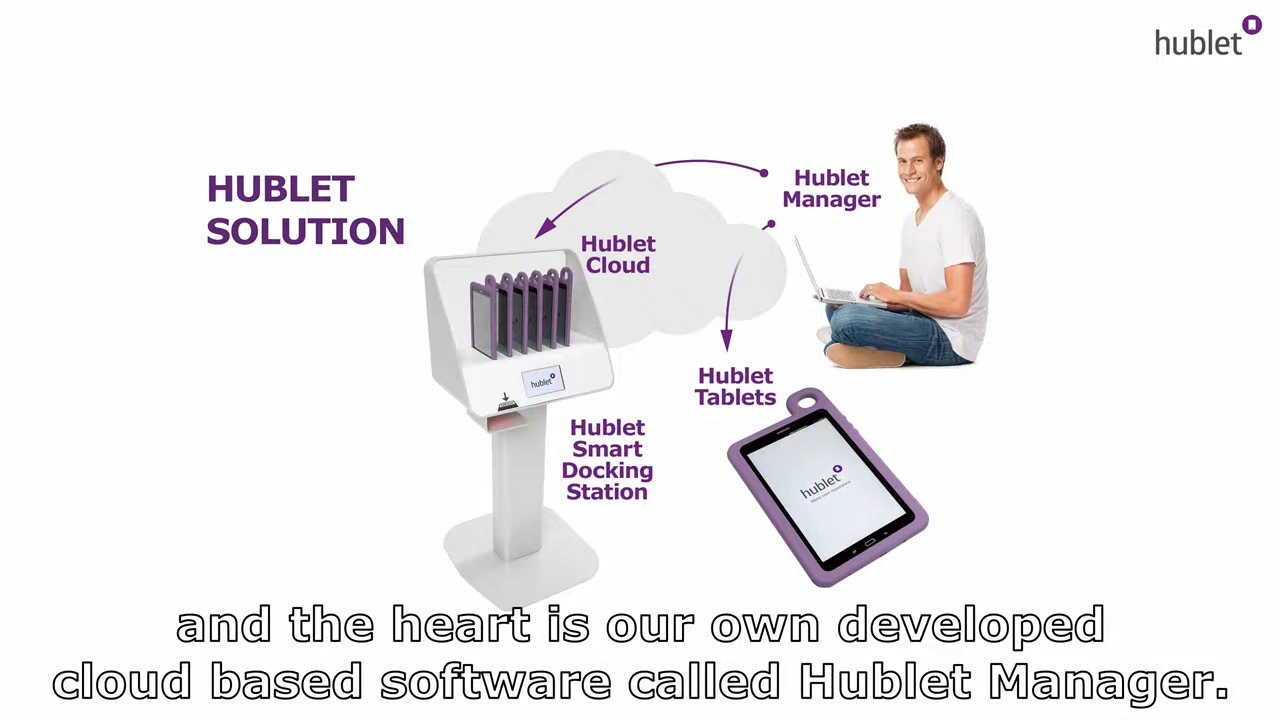 hublet
HUBLET
SOLUTION
Hublet
Manager
Hublet
Cloud
hublet
Hublet
Tablets
Hublet
Smart
Docking
Station
hublet
and the heart is our own developed
cloud based software called Hublet Manager.